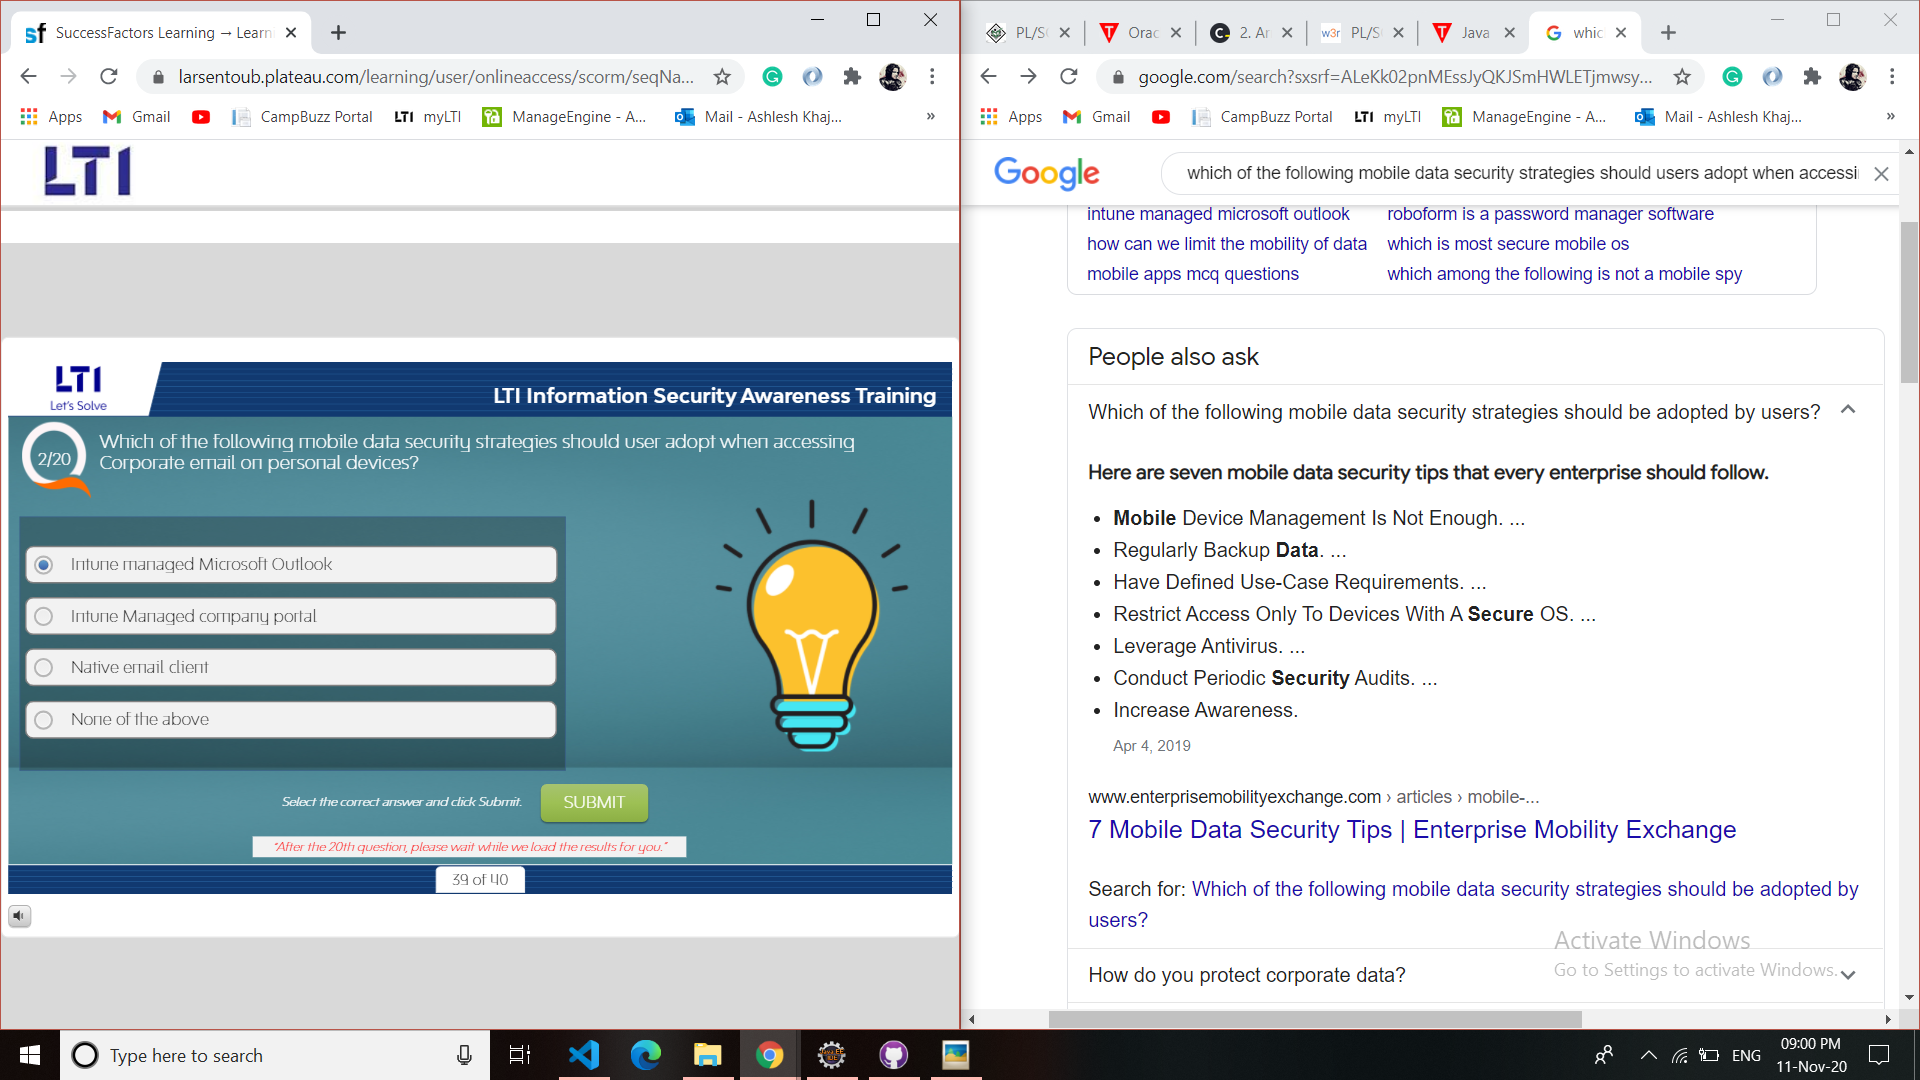 SuccessFactors Learning → Learn
larsentoub.plateau.com/learning/user/onlineaccess/scorm/seqNa...
Apps
Gmail
CampBuzz Portal
LTI myLTI
ManageEngine - A...
Mail - Ashlesh Khaj...
»
LTI
LTI
Let's Solve
LTI Information Security Awareness Training
2/20
Which of the following mobile data security strategies should user adopt when accessing
Corporate email on personal devices?
Intune managed Microsoft Outlook
Intune Managed company portal
Native email client
None of the above
Select the correct answer and click Submit.
SUBMIT
"After the 20th question, please wait while we load the results for you."
39 of 40
PL/S
Orac
2. Ar
w3r PL/S
Java
whic
google.com/search?sxsrf=ALeKk02pnMEssJyQKJSmHWLETjmwsy...
Apps
Gmail
CampBuzz Portal
LTI myLTI
ManageEngine - A...
Mail - Ashlesh Khaj...
»
Google
which of the following mobile data security strategies should users adopt when accessi
intune managed microsoft outlook
roboform is a password manager software
how can we limit the mobility of data
which is most secure mobile os
mobile apps mcq questions
which among the following is not a mobile spy
People also ask
Which of the following mobile data security strategies should be adopted by users?
Here are seven mobile data security tips that every enterprise should follow.
• Mobile Device Management Is Not Enough. ...
• Regularly Backup Data. ...
• Have Defined Use-Case Requirements. ...
• Restrict Access Only To Devices With A Secure OS. ...
• Leverage Antivirus. ...
• Conduct Periodic Security Audits. ...
• Increase Awareness.
Apr 4, 2019
www.enterprisemobilityexchange.com › articles › mobile-...
7 Mobile Data Security Tips | Enterprise Mobility Exchange
Search for: Which of the following mobile data security strategies should be adopted by
users?
How do you protect corporate data?
Activate Windows
Go to Settings to activate Windows.
Type here to search
ENG
09:00 PM
11-Nov-20